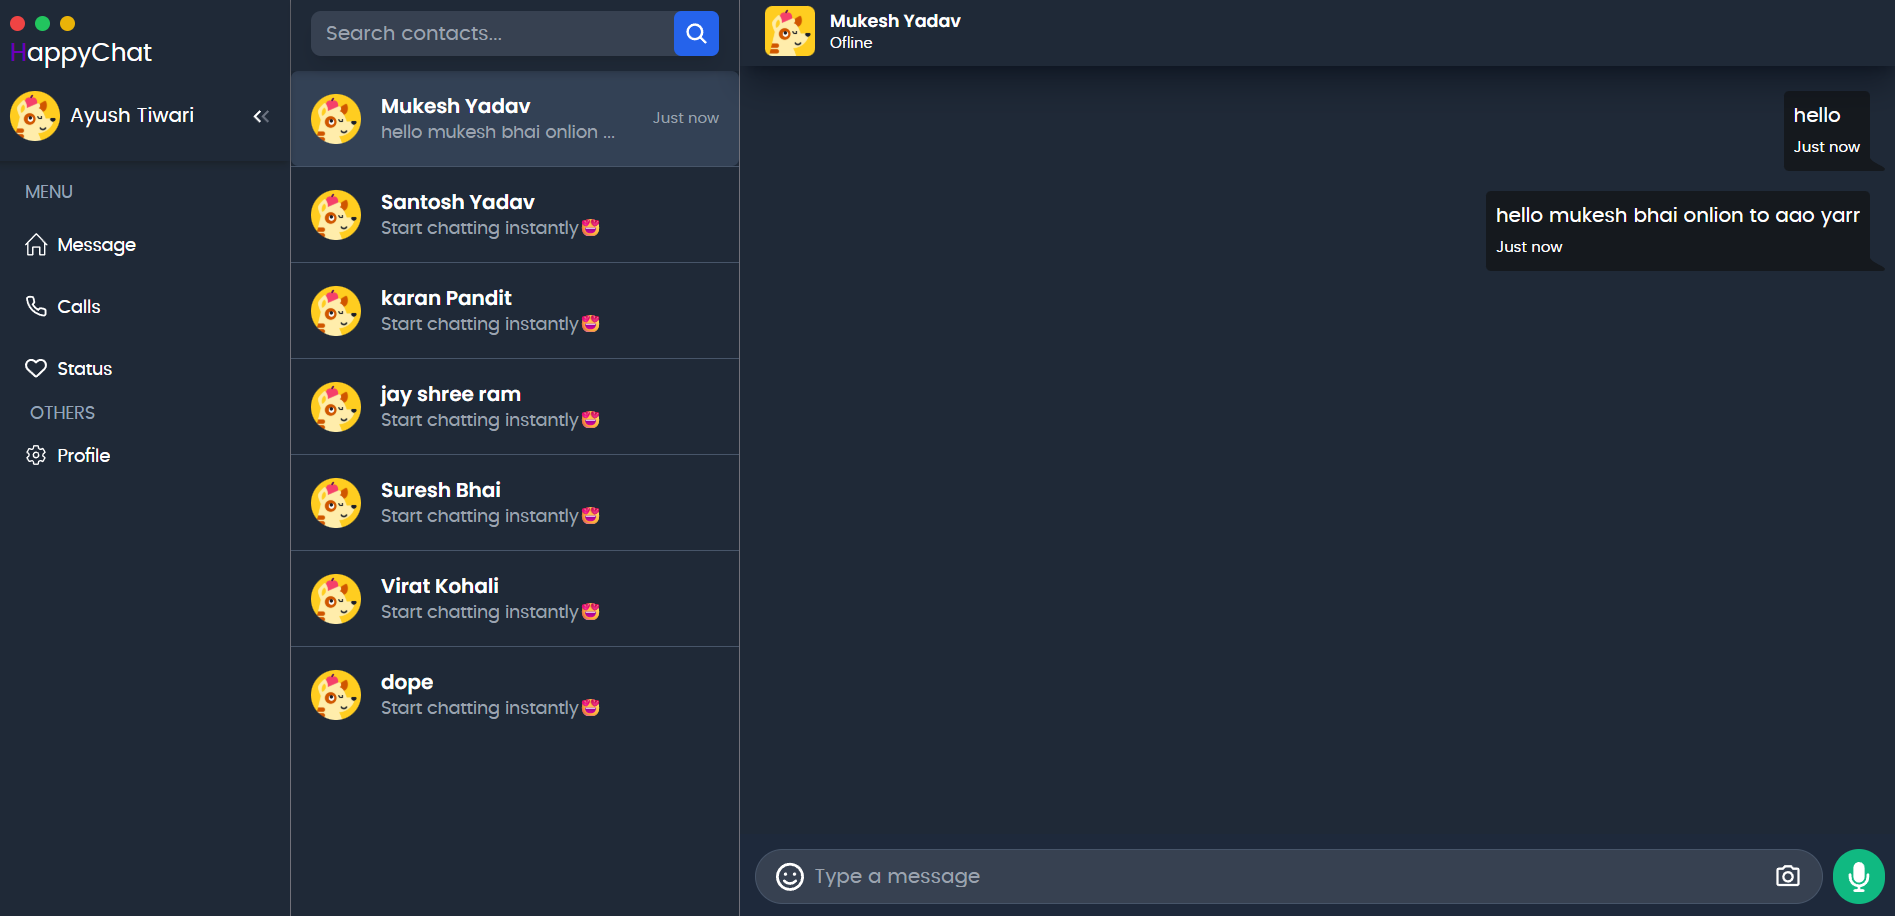 HappyChat
Ayush Tiwari
MENU
Message
Calls
Status
OTHERS
Profile
Search contacts...
Mukesh Yadav
hello mukesh bhai onlion ...
Just now
Santosh Yadav
Start chatting instantly😍
karan Pandit
Start chatting instantly😍
jay shree ram
Start chatting instantly😍
Suresh Bhai
Start chatting instantly😍
Virat Kohali
Start chatting instantly😍
dope
Start chatting instantly😍
Mukesh Yadav
Ofline
hello
Just now
hello mukesh bhai onlion to aao yarr
Just now
Type a message